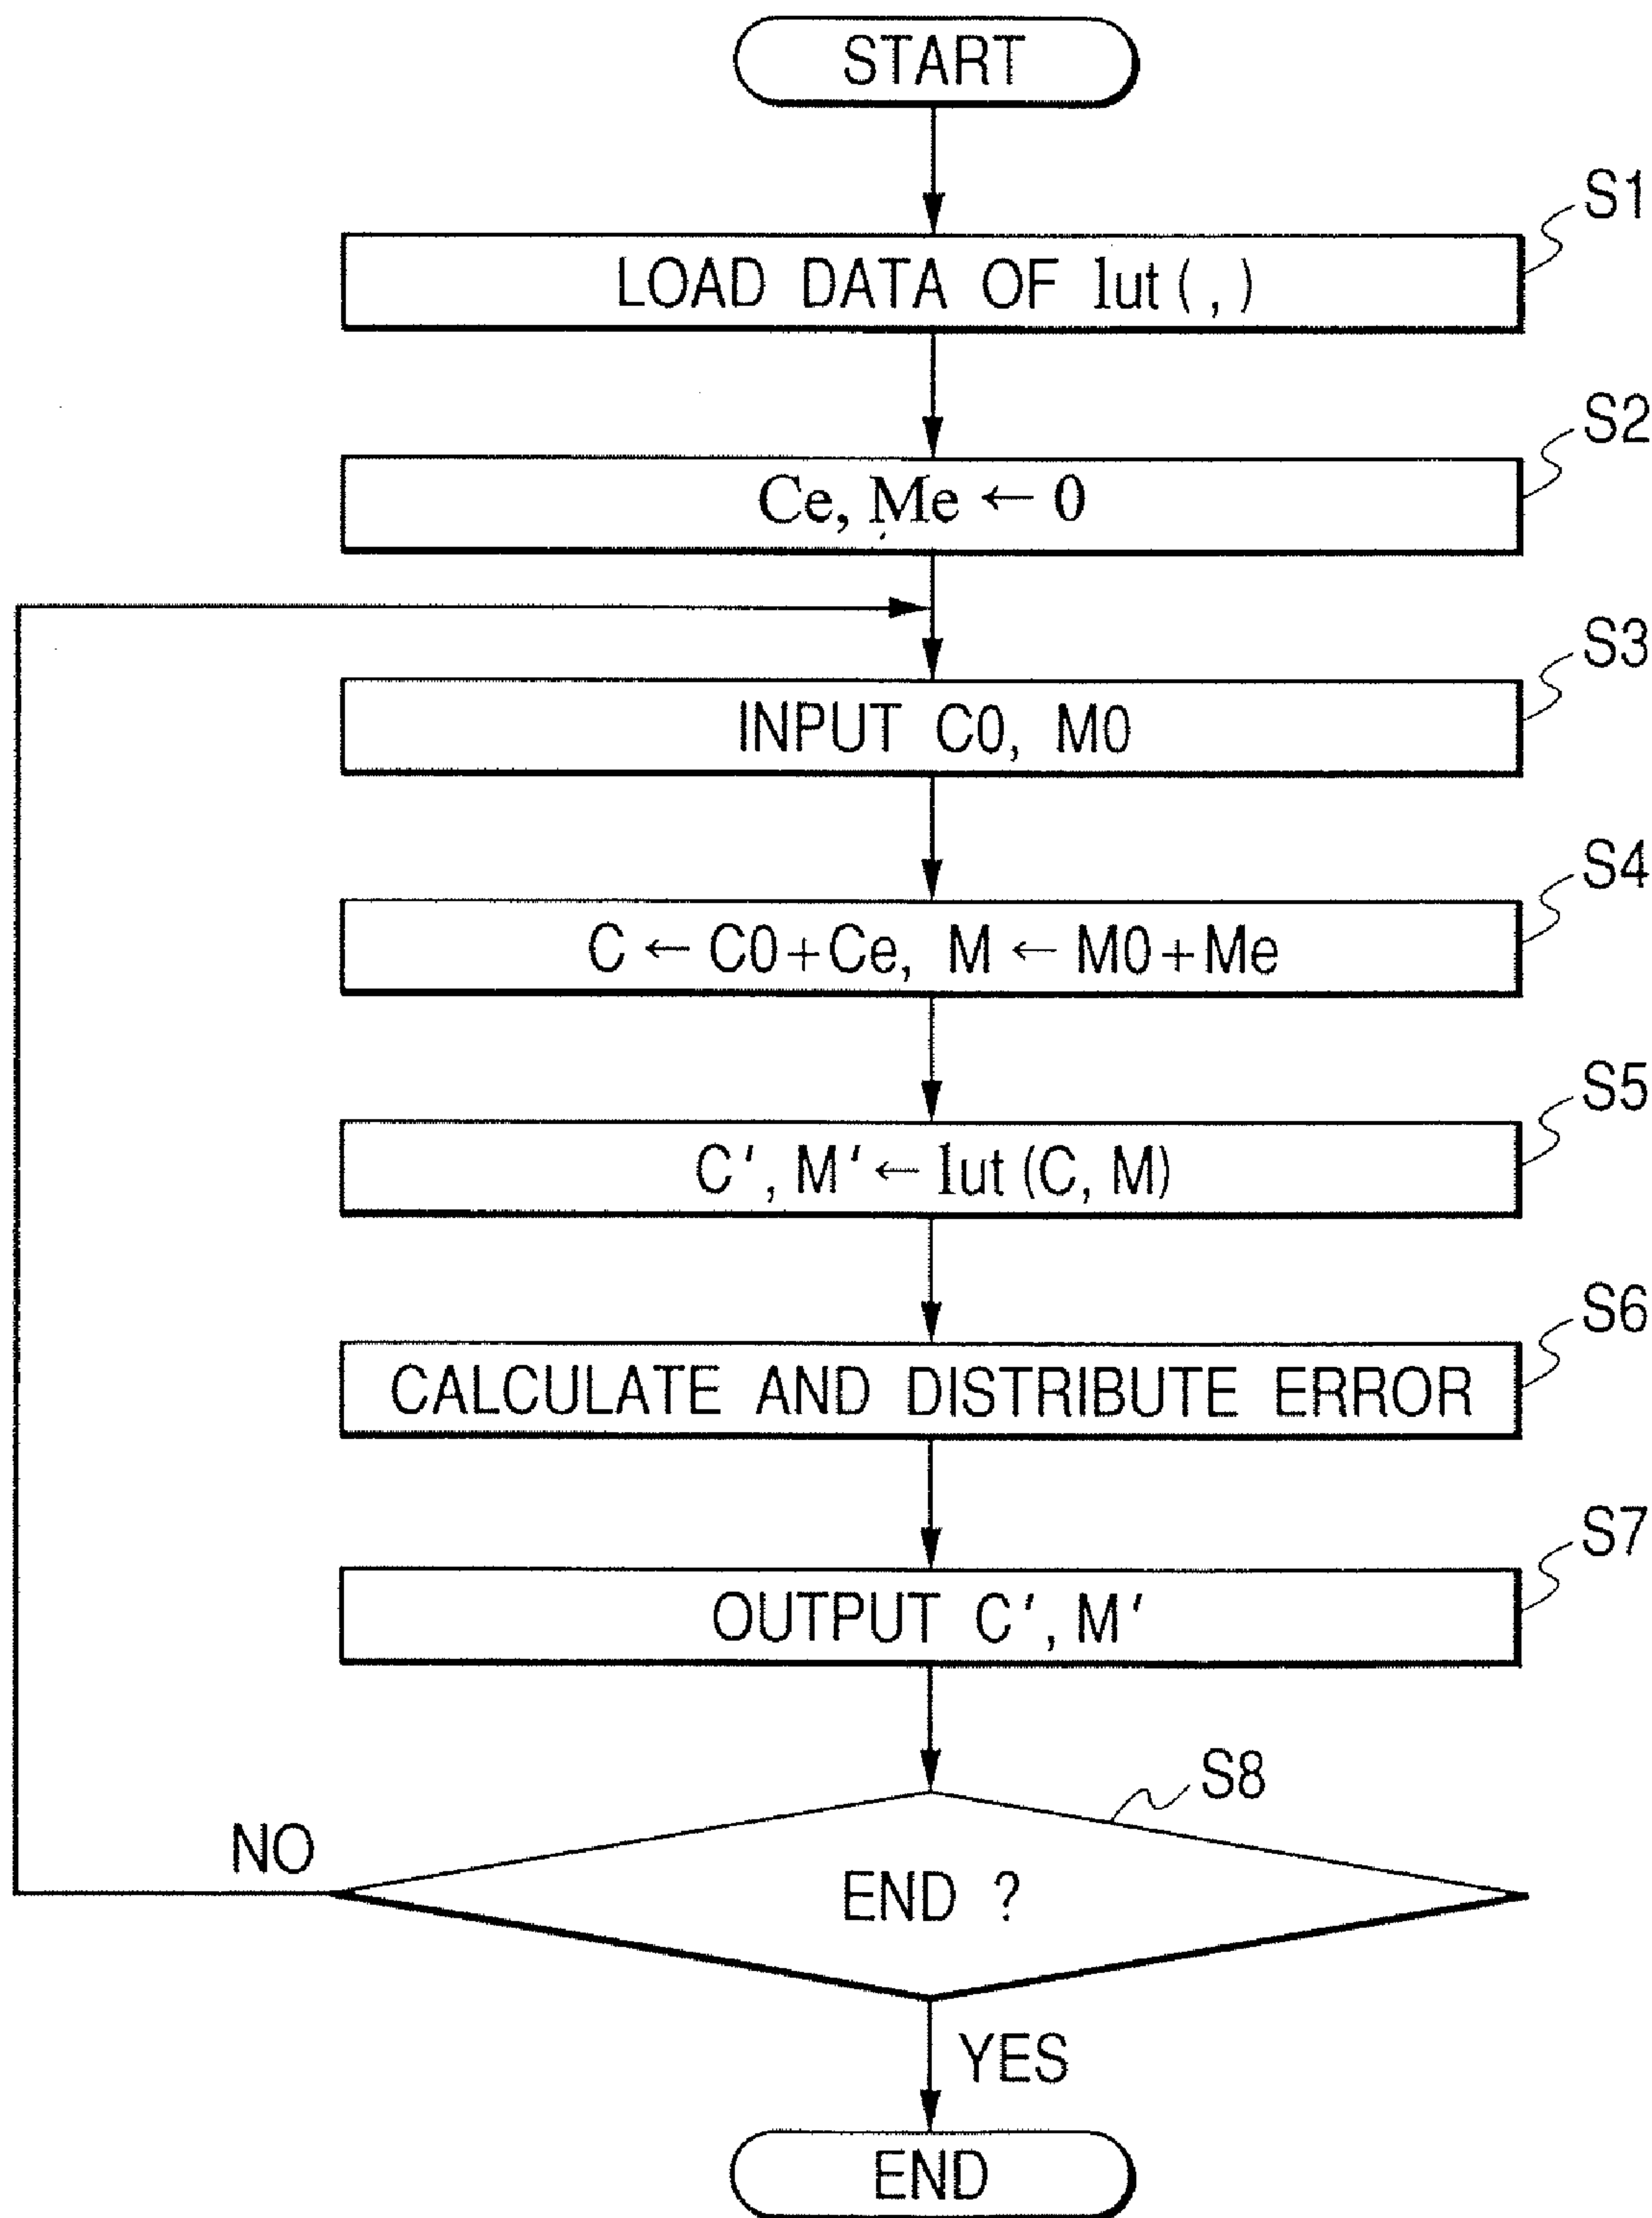 START
S1
LOAD DATA OF lut ( , )
S2
Ce, Me ← 0
S3
INPUT C0, M0
S4
C ← C0+Ce, M ← M0+Me
S5
C', M' ← lut (C, M)
S6
CALCULATE AND DISTRIBUTE ERROR
S7
OUTPUT C', M'
S8
NO
END ?
YES
END